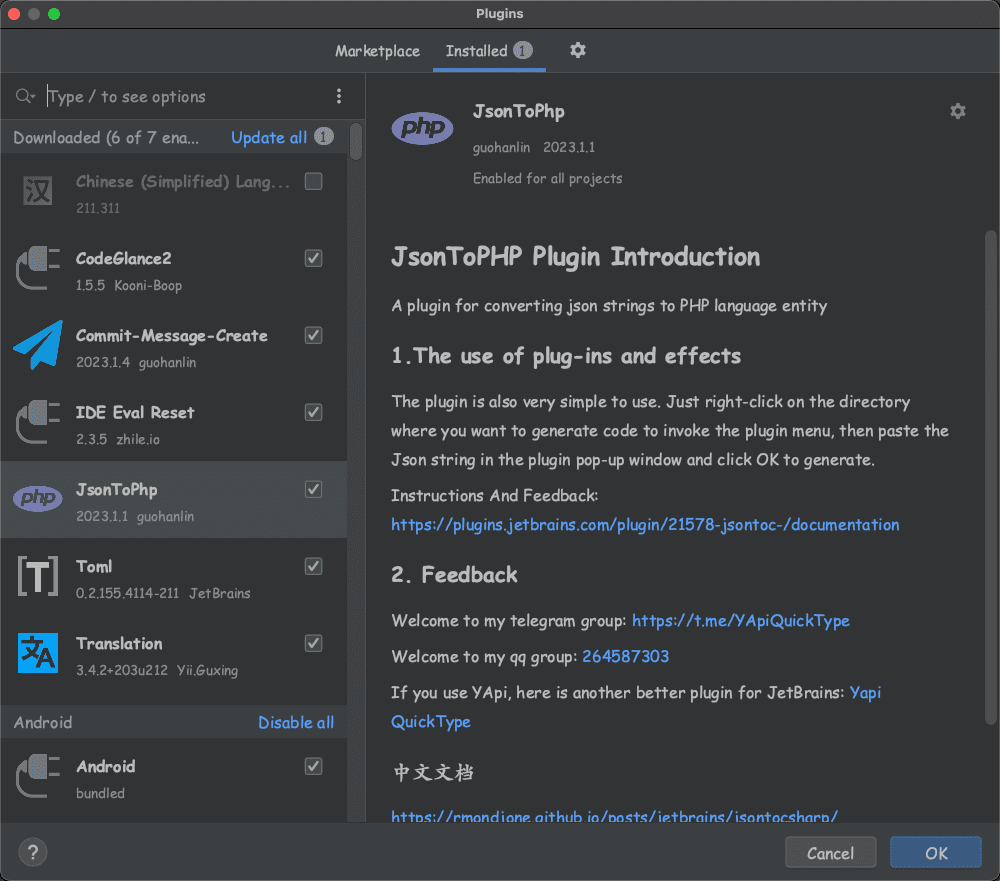 Plugins
Marketplace Installed 1
Type / to see options
Downloaded (6 of 7 ena... Update all 1
汉 Chinese (Simplified) Lang...
211.311
CodeGlance2
1.5.5 Kooni-Boop
Commit-Message-Create
2023.1.4 guohanlin
IDE Eval Reset
2.3.5 zhile.io
php JsonToPhp
2023.1.1 guohanlin
[T] Toml
0.2.155.4114-211 JetBrains
文A Translation
3.4.2+203u212 Yii.Guxing
Android Disable all
Android
bundled
php JsonToPhp
guohanlin 2023.1.1
Enabled for all projects
JsonToPHP Plugin Introduction
A plugin for converting json strings to PHP language entity
1.The use of plug-ins and effects
The plugin is also very simple to use. Just right-click on the directory
where you want to generate code to invoke the plugin menu, then paste the
Json string in the plugin pop-up window and click OK to generate.
Instructions And Feedback:
https://plugins.jetbrains.com/plugin/21578-jsontoc-/documentation
2. Feedback
Welcome to my telegram group: https://t.me/YApiQuickType
Welcome to my qq group: 264587303
If you use YApi, here is another better plugin for JetBrains: Yapi
QuickType
中文文档
https://rmondjone.github.io/posts/jetbrains/jsontocsharp/
? Cancel OK